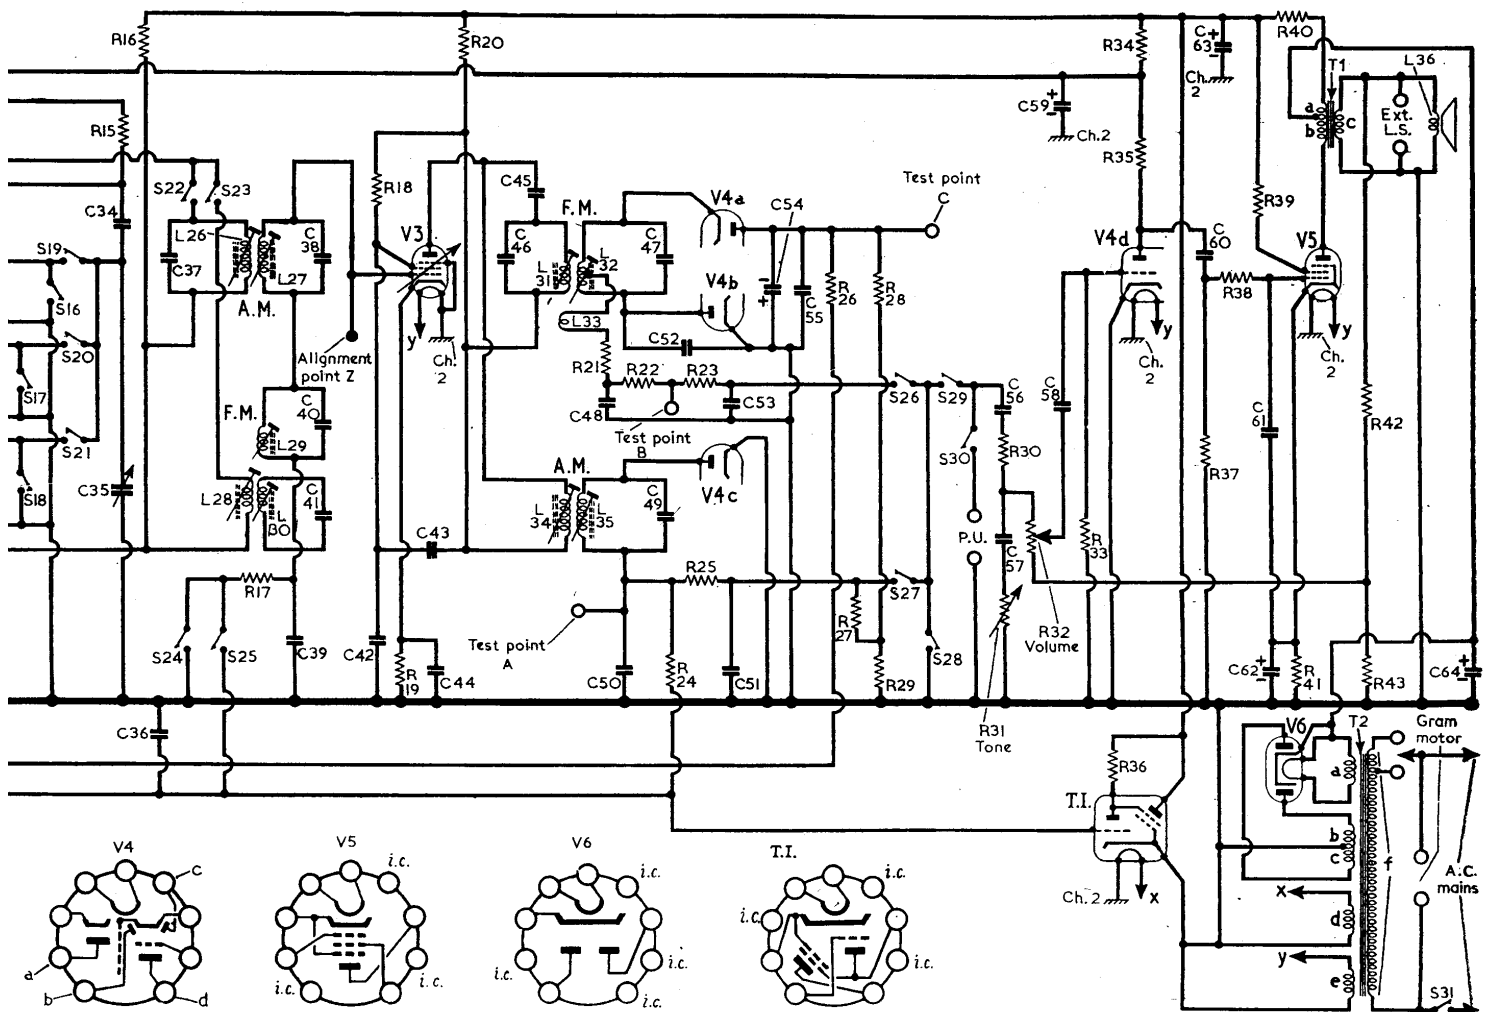 R16
R20
R34
C
63
+
-
R40
L36
T1
a
b
c
Ext.
L.S.
C59
+
-
Ch.
2
Ch.2
R15
R35
S22
S23
R18
C45
V4a
C54
Test point
C
R39
C34
L26
C
38
V3
F.M.
C
46
C
47
L
32
L
31
V4d
C
60
V5
S19
C37
L27
A.M.
V4b
-
+
C
55
R
26
R
28
R38
S16
L33
S20
Alignment
point Z
y
Ch.
2
C52
y
Ch.
2
y
Ch.
2
R21
R22
R23
S17
F.M.
C
40
C48
C53
S26
S29
C
56
C
58
C
61
R42
L29
Test point
B
S21
A.M.
S30
R30
R37
S18
C35
L28
L
30
C
41
L
34
L
35
C
49
V4c
C43
P.U.
C
57
R
33
R17
R25
S27
R
27
R32
Volume
Test point
A
S24
S25
C39
C42
R
19
C44
C50
R
24
C51
R29
S28
C62
+
-
R
41
R43
C64
+
-
R31
Tone
C36
V6
T2
Gram
motor
R36
a
T.I.
b
c
f
A.C.
mains
Ch.2
x
x
d
y
e
S31
V4
c
a
b
d
V5
i.c.
i.c.
i.c.
V6
i.c.
i.c.
i.c.
i.c.
T.I.
i.c.
i.c.
i.c.